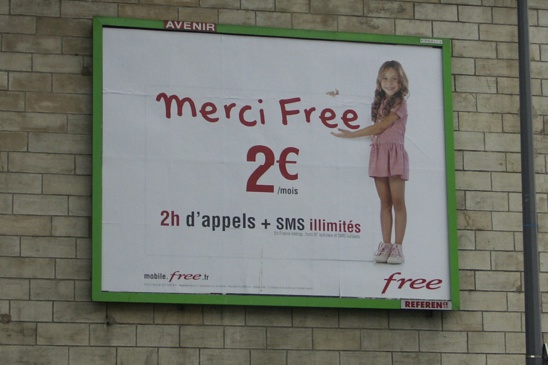 AVENIR
merci Free
2€
/mois
2h d'appels + SMS illimités
mobile.free.fr
free
REFEREN!!